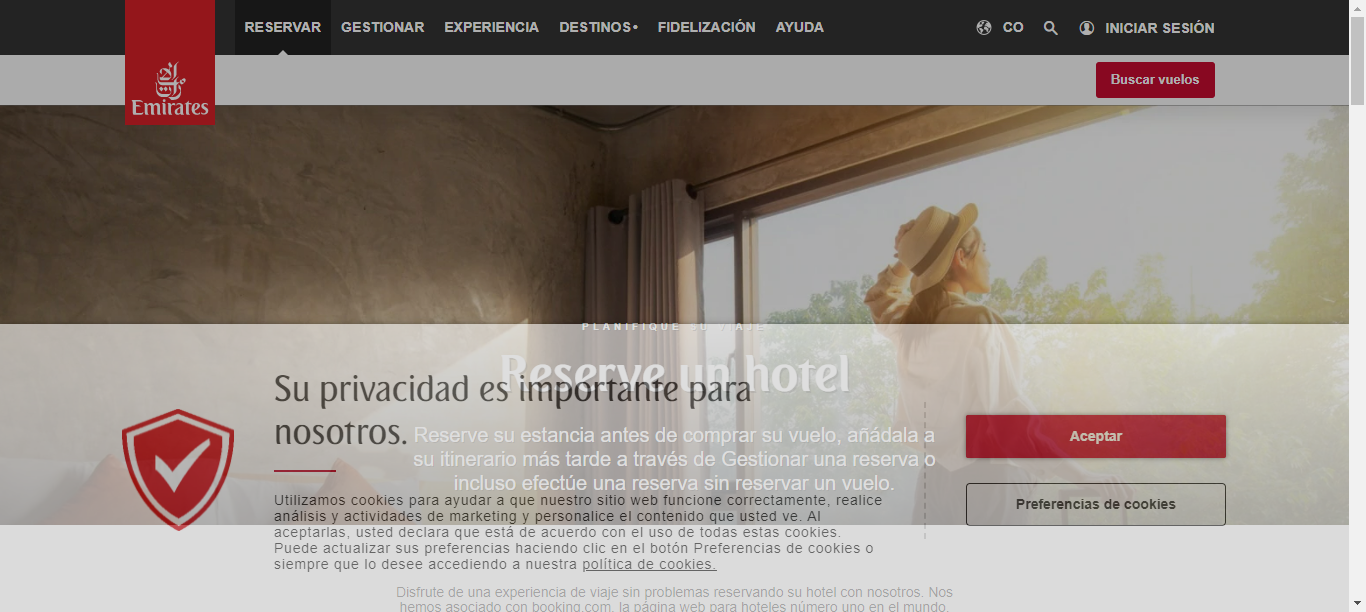 RESERVAR GESTIONAR EXPERIENCIA DESTINOS FIDELIZACIÓN AYUDA CO INICIAR SESIÓN
Emirates
Buscar vuelos
PLANIFIQUE SU VIAJE
Reserve un hotel
Reserve su estancia antes de comprar su vuelo, añádala a
su itinerario más tarde a través de Gestionar una reserva o
incluso efectúe una reserva sin reservar un vuelo.
Su privacidad es importante para
nosotros.
Utilizamos cookies para ayudar a que nuestro sitio web funcione correctamente, realice
análisis y actividades de marketing y personalice el contenido que usted ve. Al
aceptarlas, usted declara que está de acuerdo con el uso de todas estas cookies.
Puede actualizar sus preferencias haciendo clic en el botón Preferencias de cookies o
siempre que lo desee accediendo a nuestra política de cookies.
Aceptar
Preferencias de cookies
Disfrute de una experiencia de viaje sin problemas reservando su hotel con nosotros. Nos
hemos asociado con booking.com, la página web para hoteles número uno en el mundo,